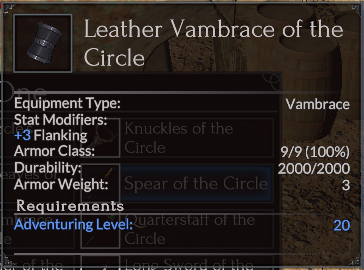 Leather Vambrace of the
Circle
Equipment Type: Vambrace
Stat Modifiers:
+3 Flanking
Armor Class: 9/9 (100%)
Durability: 2000/2000
Armor Weight: 3
Requirements
Adventuring Level: 20
Knuckles of the
Circle
Spear of the Circle
Quarterstaff of the
Circle
Long Sword of the